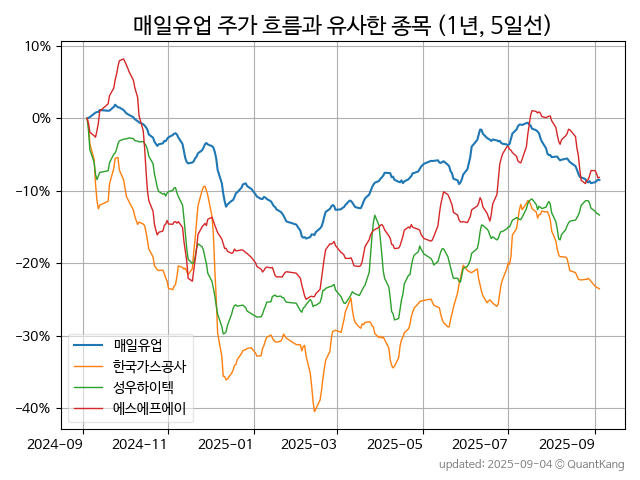 매일유업 주가 흐름과 유사한 종목 (1년, 5일선)
10%
0%
−10%
−20%
−30%
−40%
매일유업
한국가스공사
성우하이텍
에스에프에이
2024−09
2024−11
2025−01
2025−03
2025−05
2025−07
2025−09
updated: 2025-09-04 © QuantKang